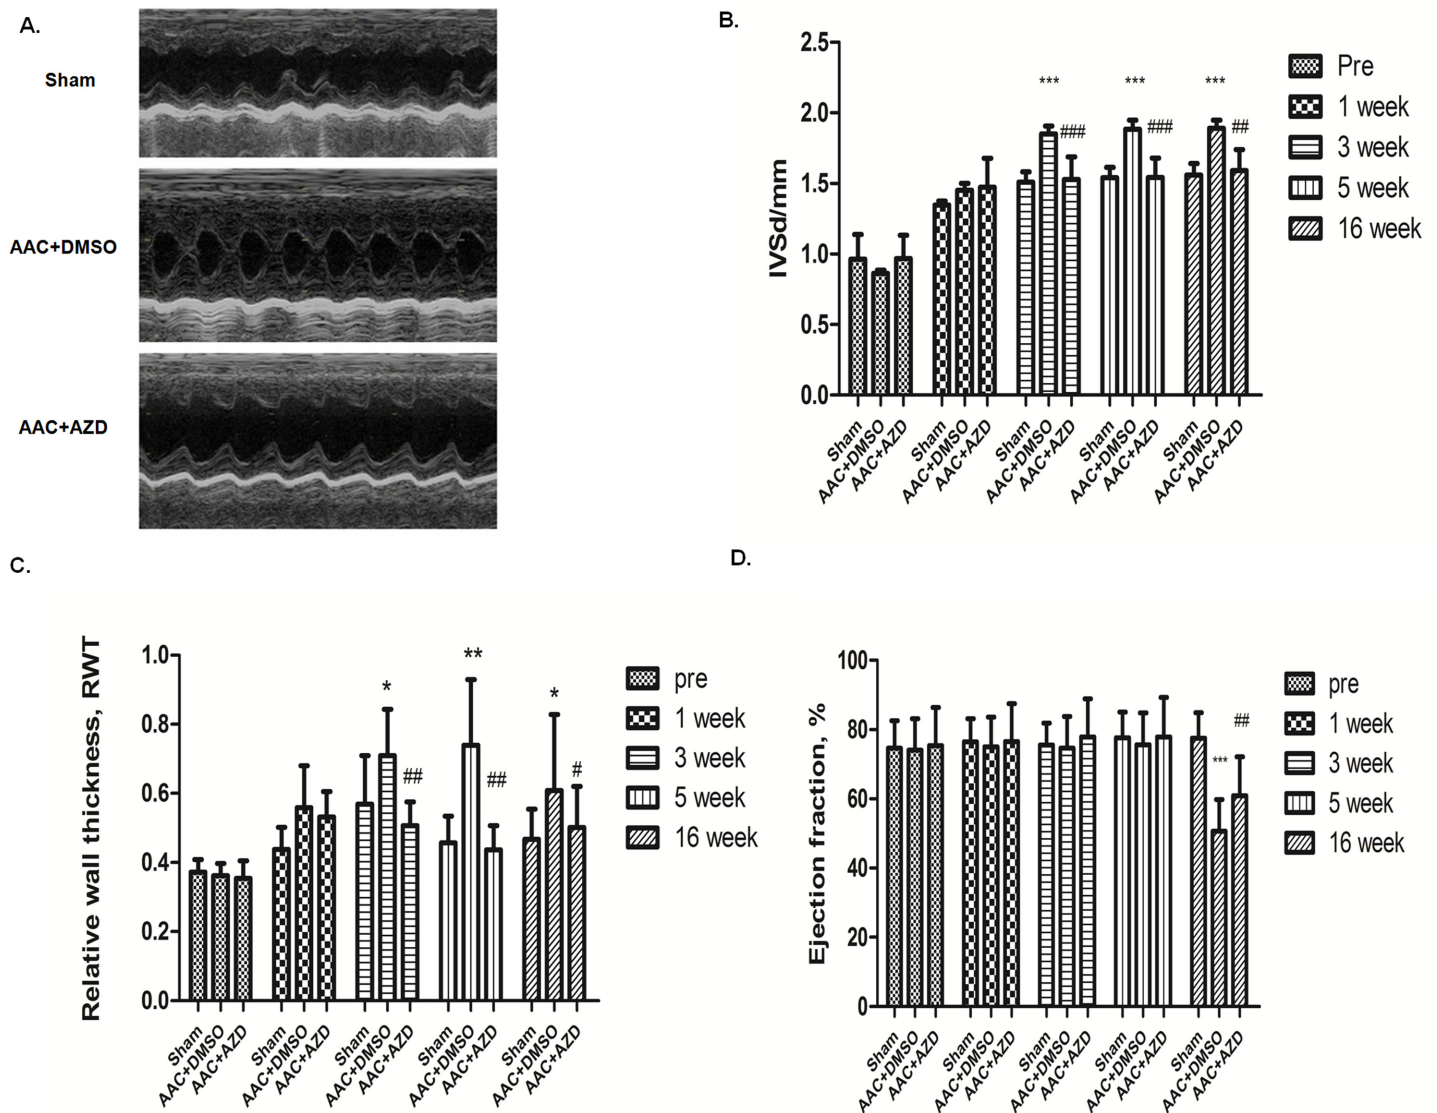 A.
Sham
AAC+DMSO
AAC+AZD
B.
IVSd/mm
2.5
2.0
1.5
1.0
0.5
0.0
***
###
***
###
***
##
Sham
AAC+DMSO
AAC+AZD
Sham
AAC+DMSO
AAC+AZD
Sham
AAC+DMSO
AAC+AZD
Sham
AAC+DMSO
AAC+AZD
Sham
AAC+DMSO
AAC+AZD
Pre
1 week
3 week
5 week
16 week
C.
Relative wall thickness, RWT
1.0
0.8
0.6
0.4
0.2
0.0
*
##
**
##
*
#
Sham
AAC+DMSO
AAC+AZD
Sham
AAC+DMSO
AAC+AZD
Sham
AAC+DMSO
AAC+AZD
Sham
AAC+DMSO
AAC+AZD
Sham
AAC+DMSO
AAC+AZD
pre
1 week
3 week
5 week
16 week
D.
Ejection fraction, %
100
80
60
40
20
0
***
##
Sham
AAC+DMSO
AAC+AZD
Sham
AAC+DMSO
AAC+AZD
Sham
AAC+DMSO
AAC+AZD
Sham
AAC+DMSO
AAC+AZD
Sham
AAC+DMSO
AAC+AZD
pre
1 week
3 week
5 week
16 week